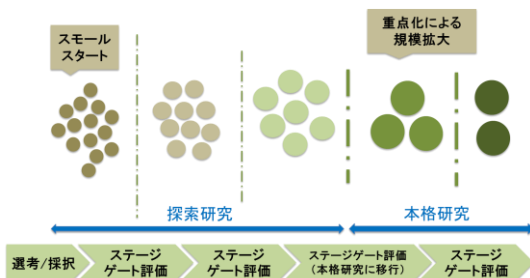 スモール
スタート
重点化による
規模拡大
探索研究
本格研究
選考/採択
ステージ
ゲート評価
ステージ
ゲート評価
ステージゲート評価
(本格研究に移行)
ステージ
ゲート評価